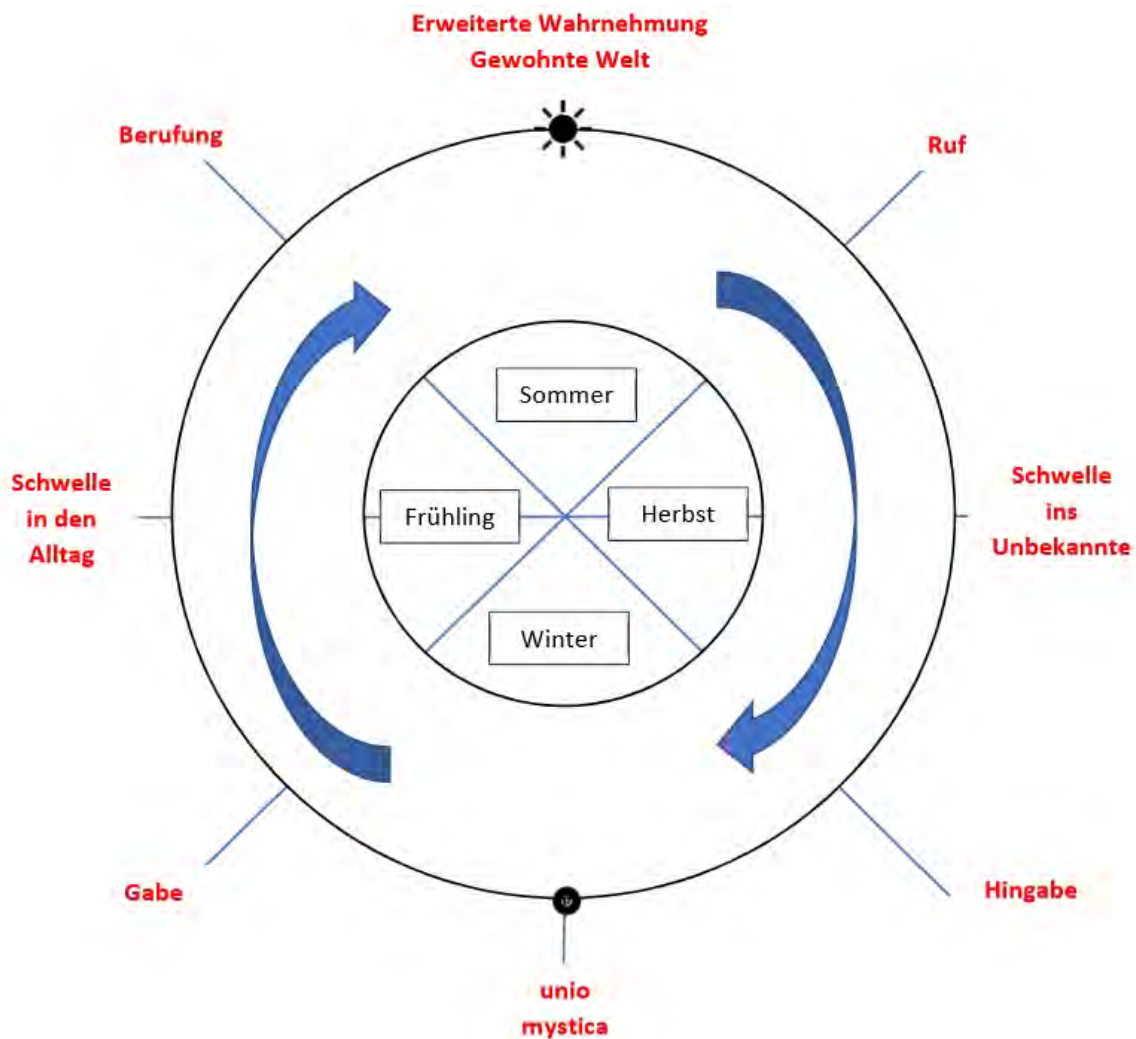 Erweiterte Wahrnehmung
Gewohnte Welt
Berufung
Ruf
Sommer
Schwelle
in den
Alltag
Frühling
Herbst
Schwelle
ins
Unbekannte
Winter
Gabe
Hingabe
unio
mystica